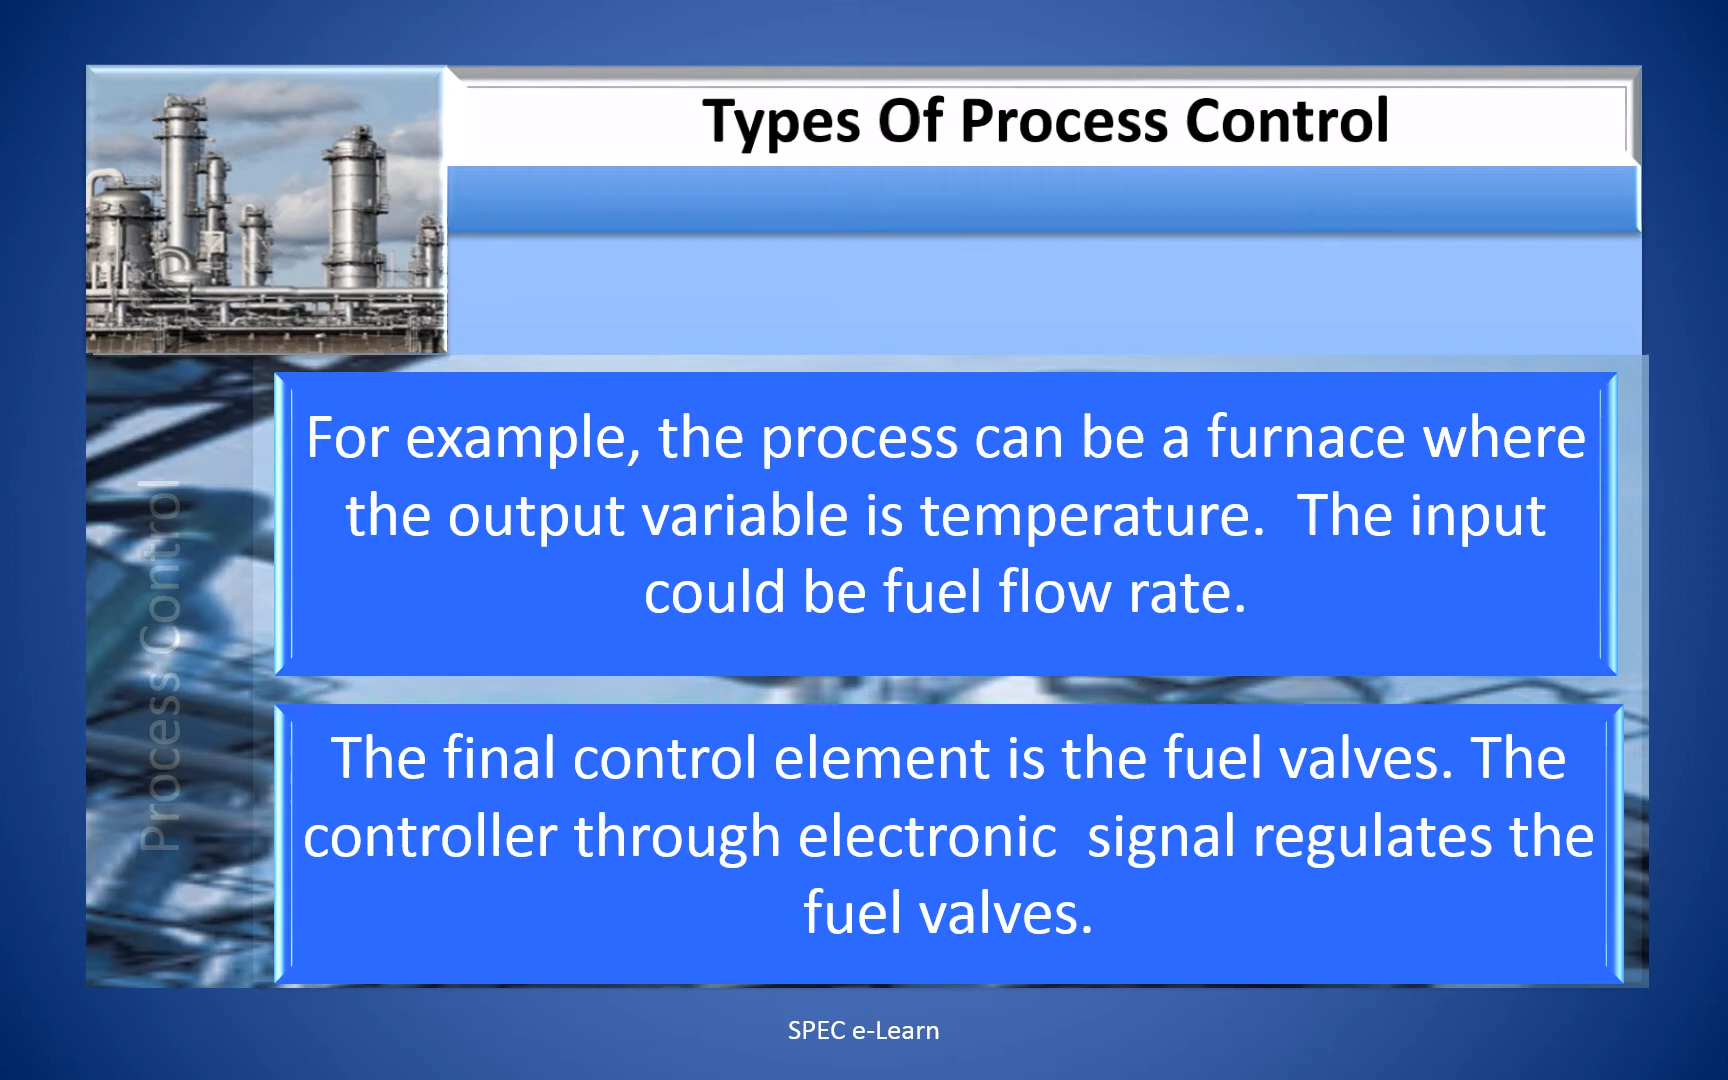 Types Of Process Control
For example, the process can be a furnace where
the output variable is temperature.  The input
could be fuel flow rate.
Process Control
The final control element is the fuel valves. The
controller through electronic  signal regulates the
fuel valves.
SPEC e-Learn